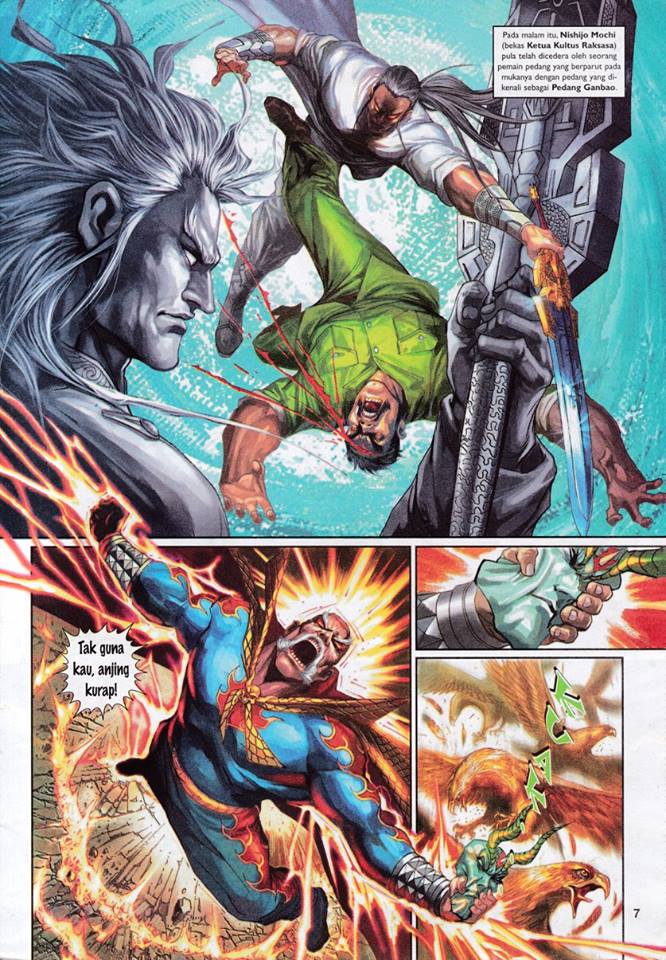 Pada malam itu, Nishijo Mochi
(bekas Ketua Kultus Raksasa)
pula telah dicedera oleh seorang
pemain pedang yang berparut pada
mukanya dengan pedang yang di-
kenali sebagai Pedang Ganbao.
Tak guna
kau, anjing
kurap!
KCAK
7